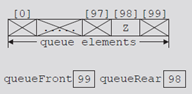 [0] [97] [98] [99]
..... Z
queue elements
queueFront 99 queueRear 98